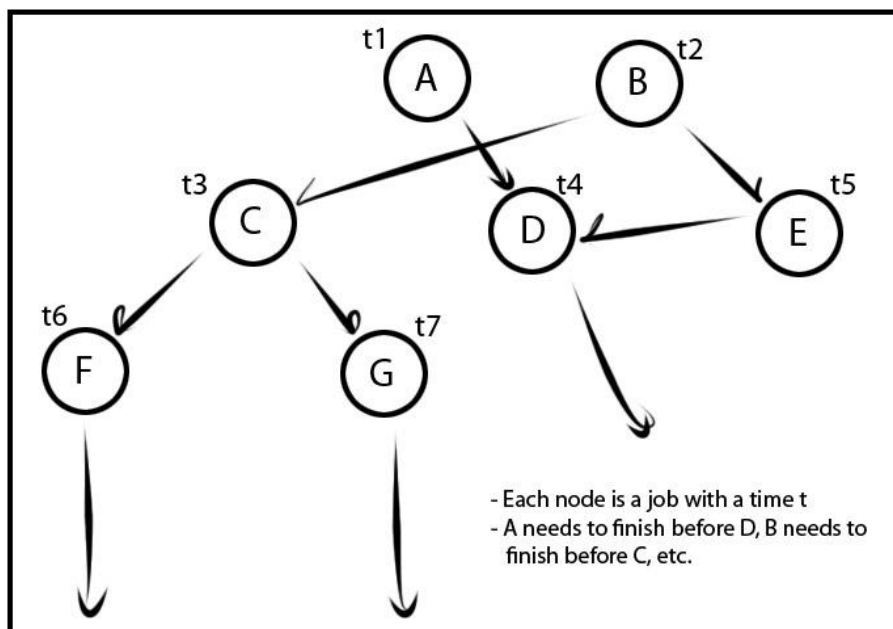 t1
A
t2
B
t3
C
t4
D
t5
E
t6
F
t7
G
- Each node is a job with a time t
- A needs to finish before D, B needs to
finish before C, etc.